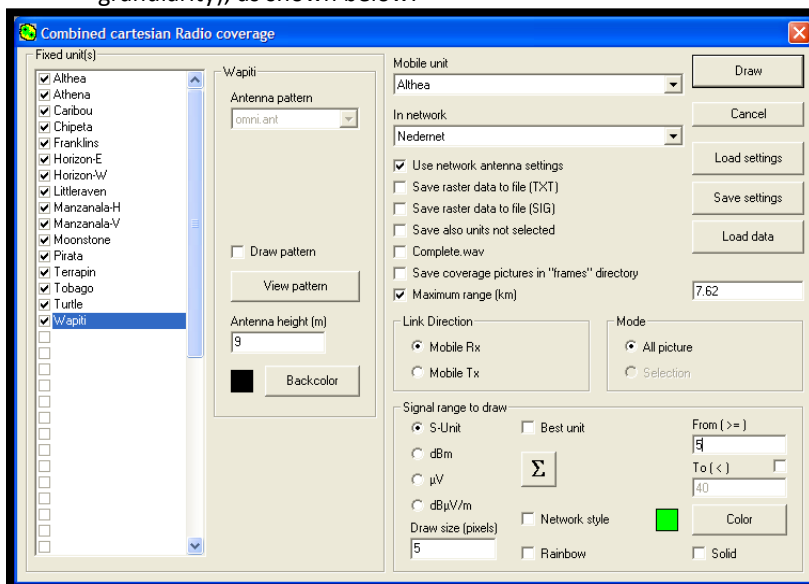 granularity), as shown below:
Combined cartesian Radio coverage
Fixed unit(s)
Althea
Athena
Caribou
Chipeta
Franklins
Horizon-E
Horizon-W
Littleraven
Manzanala-H
Manzanala-V
Moonstone
Pirata
Terrapin
Tobago
Turtle
Wapiti
Wapiti
Antenna pattern
omni.ant
Draw pattern
View pattern
Antenna height (m)
9
Backcolor
Mobile unit
Althea
In network
Nedernet
Use network antenna settings
Save raster data to file (TXT)
Save raster data to file (SIG)
Save also units not selected
Complete.wav
Save coverage pictures in "frames" directory
Maximum range (km)
7.62
Draw
Cancel
Load settings
Save settings
Load data
Link Direction
Mobile Rx
Mobile Tx
Mode
All picture
Selection
Signal range to draw
S-Unit
dBm
µV
dBµV/m
Draw size (pixels)
5
Best unit
Σ
Network style
Rainbow
From ( >= )
5
To ( < )
40
Color
Solid